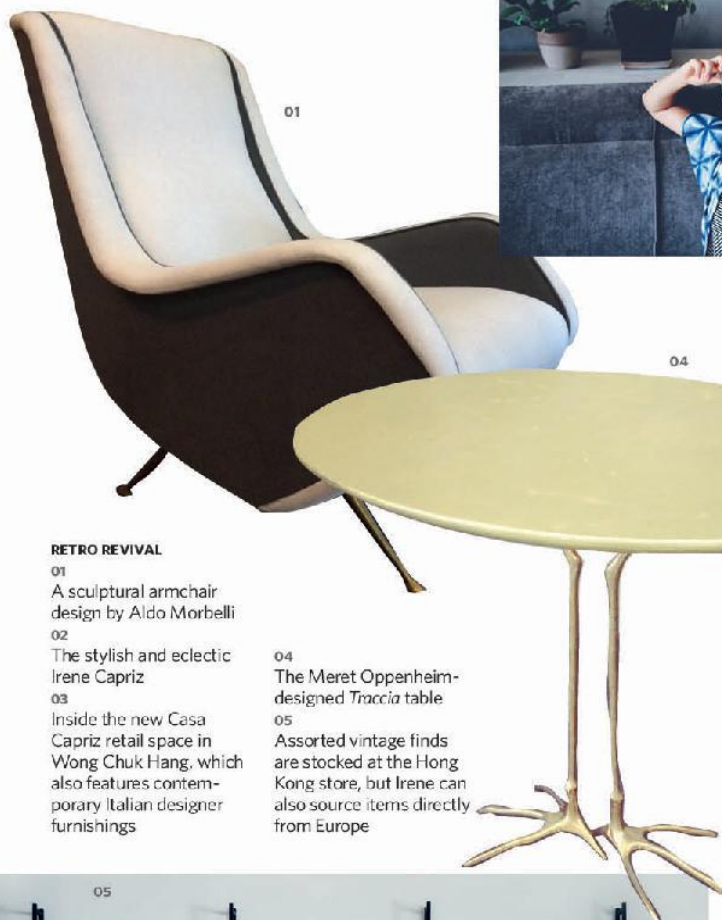 01
04
RETRO REVIVAL
01
A sculptural armchair
design by Aldo Morbelli
02
The stylish and eclectic
Irene Capriz
03
Inside the new Casa
Capriz retail space in
Wong Chuk Hang, which
also features contem-
porary Italian designer
furnishings
04
The Meret Oppenheim-
designed Traccia table
05
Assorted vintage finds
are stocked at the Hong
Kong store, but Irene can
also source items directly
from Europe
05